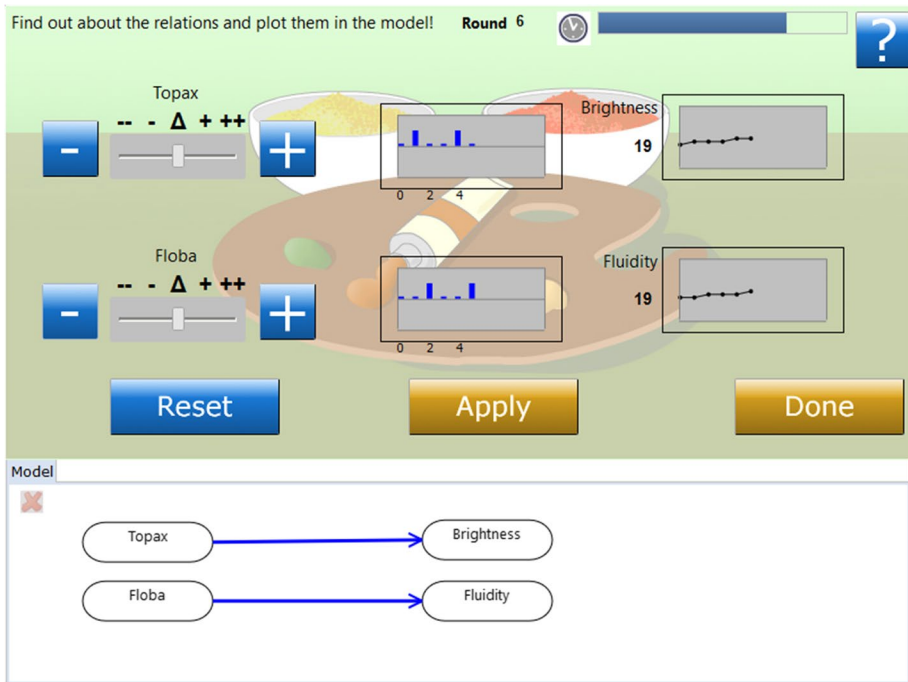 Find out about the relations and plot them in the model! Round 6
?
Topax
-- - Δ + ++
- +
0 2 4
Brightness
19
Floba
-- - Δ + ++
- +
0 2 4
Fluidity
19
Reset Apply Done
Model
Topax Brightness
Floba Fluidity